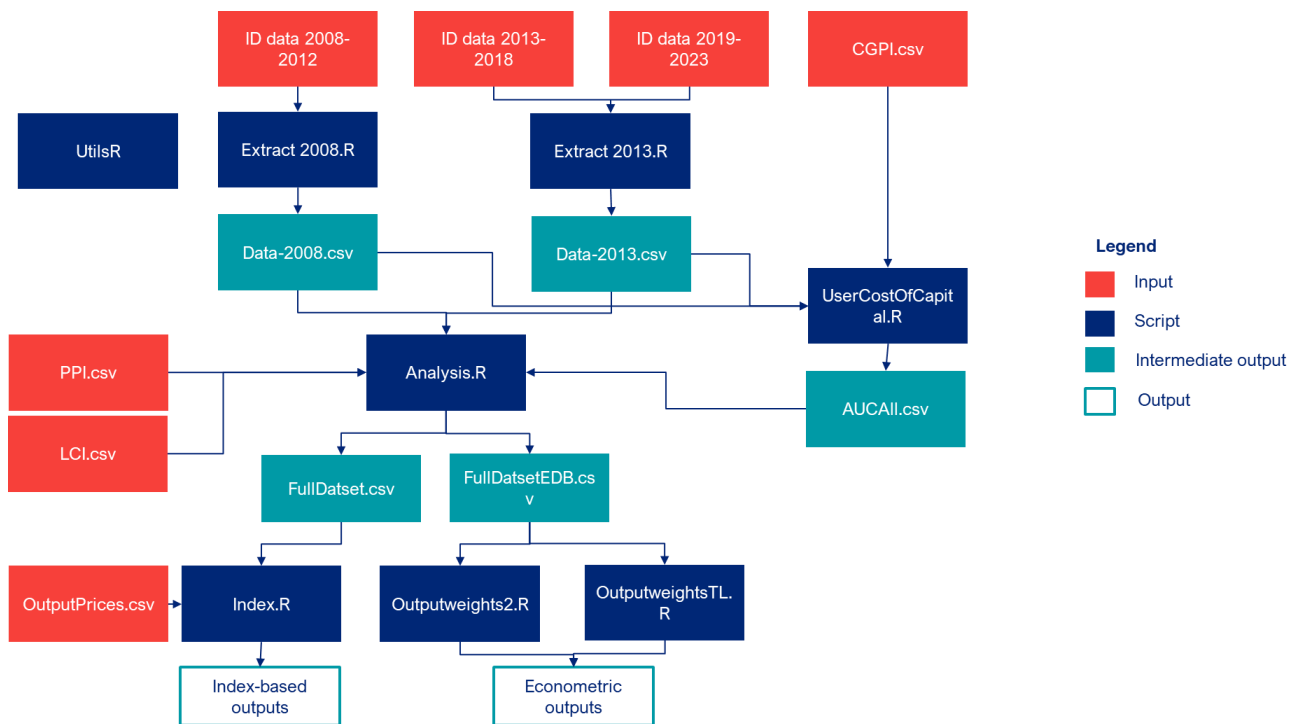 ID data 2008-
2012
ID data 2013-
2018
ID data 2019-
2023
CGPI.csv
UtilsR
Extract 2008.R
Extract 2013.R
Data-2008.csv
Data-2013.csv
UserCostOfCapit
al.R
Legend
Input
Script
Intermediate output
Output
PPI.csv
Analysis.R
AUCAll.csv
LCI.csv
FullDatset.csv
FullDatsetEDB.cs
v
OutputPrices.csv
Index.R
Outputweights2.R
OutputweightsTL.
R
Index-based
outputs
Econometric
outputs